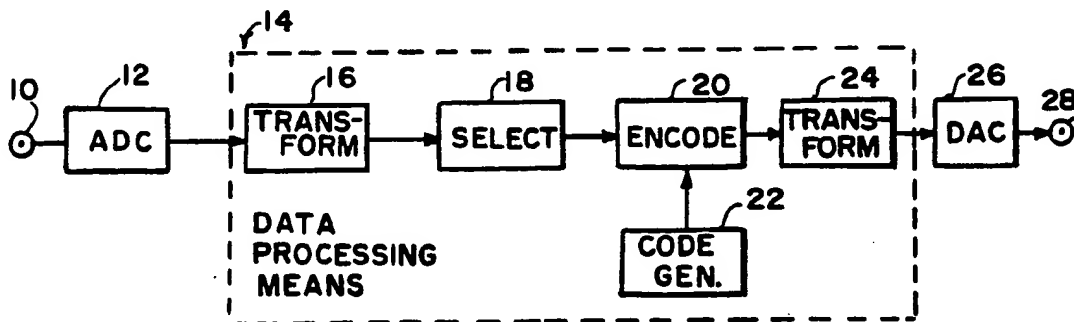 14
10
12
16
18
20
24
26
28
ADC
TRANS-
FORM
SELECT
ENCODE
TRANS-
FORM
DAC
22
CODE
GEN.
DATA
PROCESSING
MEANS